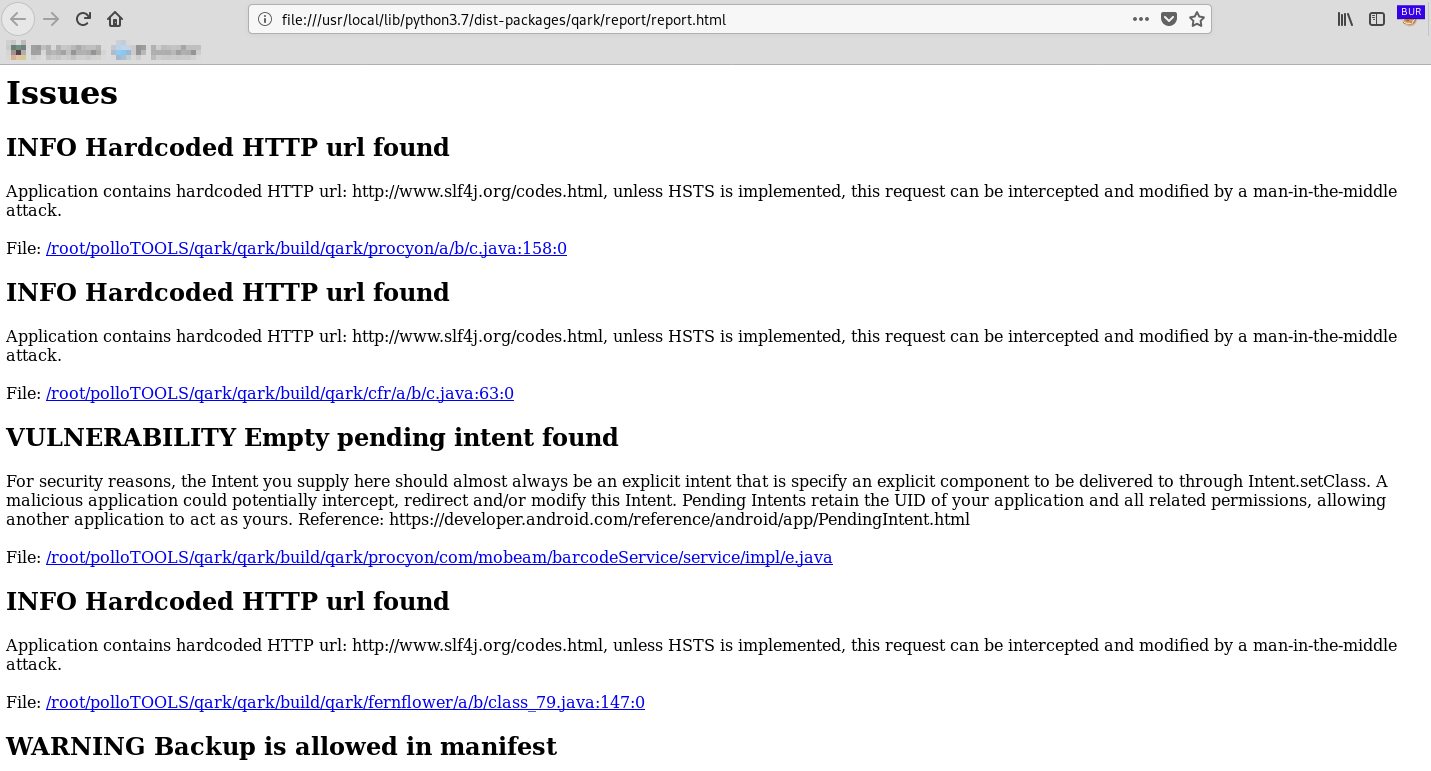 file:///usr/local/lib/python3.7/dist-packages/qark/report/report.html
BUR
Issues
INFO Hardcoded HTTP url found
Application contains hardcoded HTTP url: http://www.slf4j.org/codes.html, unless HSTS is implemented, this request can be intercepted and modified by a man-in-the-middle
attack.
File: /root/polloTOOLS/qark/qark/build/qark/procyon/a/b/c.java:158:0
INFO Hardcoded HTTP url found
Application contains hardcoded HTTP url: http://www.slf4j.org/codes.html, unless HSTS is implemented, this request can be intercepted and modified by a man-in-the-middle
attack.
File: /root/polloTOOLS/qark/qark/build/qark/cfr/a/b/c.java:63:0
VULNERABILITY Empty pending intent found
For security reasons, the Intent you supply here should almost always be an explicit intent that is specify an explicit component to be delivered to through Intent.setClass. A
malicious application could potentially intercept, redirect and/or modify this Intent. Pending Intents retain the UID of your application and all related permissions, allowing
another application to act as yours. Reference: https://developer.android.com/reference/android/app/PendingIntent.html
File: /root/polloTOOLS/qark/qark/build/qark/procyon/com/mobeam/barcodeService/service/impl/e.java
INFO Hardcoded HTTP url found
Application contains hardcoded HTTP url: http://www.slf4j.org/codes.html, unless HSTS is implemented, this request can be intercepted and modified by a man-in-the-middle
attack.
File: /root/polloTOOLS/qark/qark/build/qark/fernflower/a/b/class_79.java:147:0
WARNING Backup is allowed in manifest